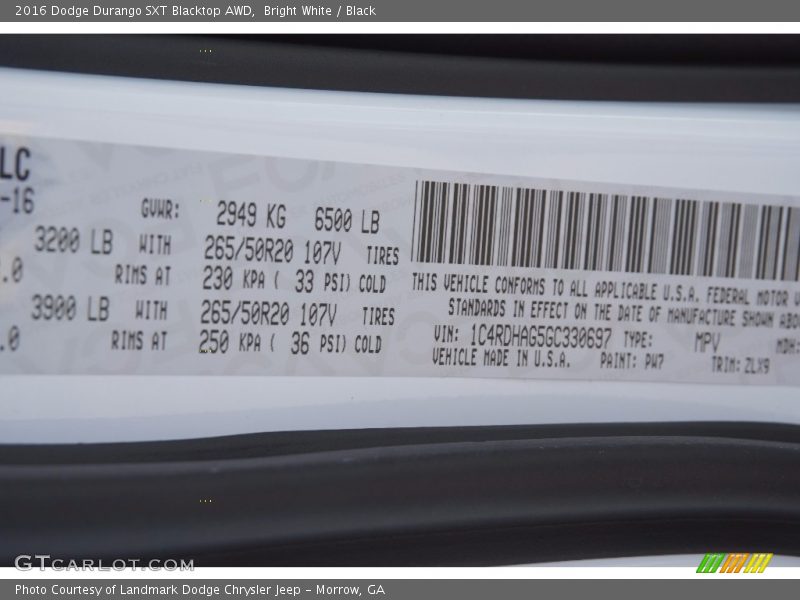 2016 Dodge Durango SXT Blacktop AWD,  Bright White / Black
LC
-16
GVWR: 2949 KG 6500 LB
3200 LB WITH 265/50R20 107V TIRES
.0 RIMS AT 230 KPA ( 33 PSI) COLD
3900 LB WITH 265/50R20 107V TIRES
.0 RIMS AT 250 KPA ( 36 PSI) COLD
THIS VEHICLE CONFORMS TO ALL APPLICABLE U.S.A. FEDERAL MOTOR V
STANDARDS IN EFFECT ON THE DATE OF MANUFACTURE SHOWN ABO
VIN: 1C4RDHAG5GC330697 TYPE: MPV MDH:
VEHICLE MADE IN U.S.A. PAINT: PW7 TRIM: ZLX9
GTCARLOT.COM
Photo Courtesy of Landmark Dodge Chrysler Jeep – Morrow, GA